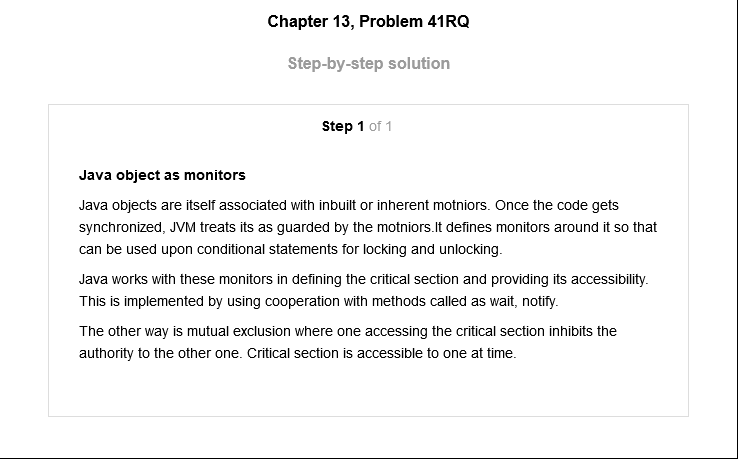 Chapter 13, Problem 41RQ
Step-by-step solution
Step 1 of 1
Java object as monitors
Java objects are itself associated with inbuilt or inherent motniors. Once the code gets
synchronized, JVM treats its as guarded by the motniors.It defines monitors around it so that
can be used upon conditional statements for locking and unlocking.
Java works with these monitors in defining the critical section and providing its accessibility.
This is implemented by using cooperation with methods called as wait, notify.
The other way is mutual exclusion where one accessing the critical section inhibits the
authority to the other one. Critical section is accessible to one at time.